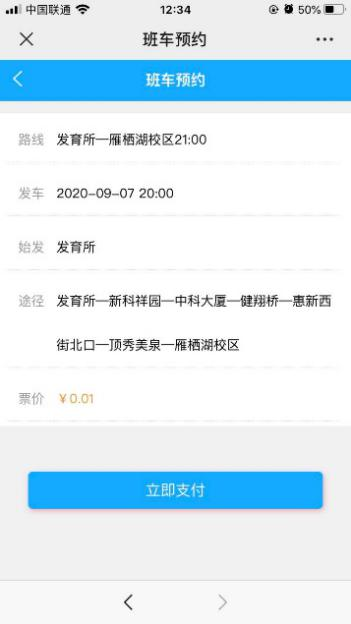 中国联通 12:34 50%
班车预约
班车预约
路线 发育所—雁栖湖校区21:00
发车 2020-09-07 20:00
始发 发育所
途径 发育所—新科祥园—中科大厦—健翔桥—惠新西
街北口—顶秀美泉—雁栖湖校区
票价 ￥0.01
立即支付